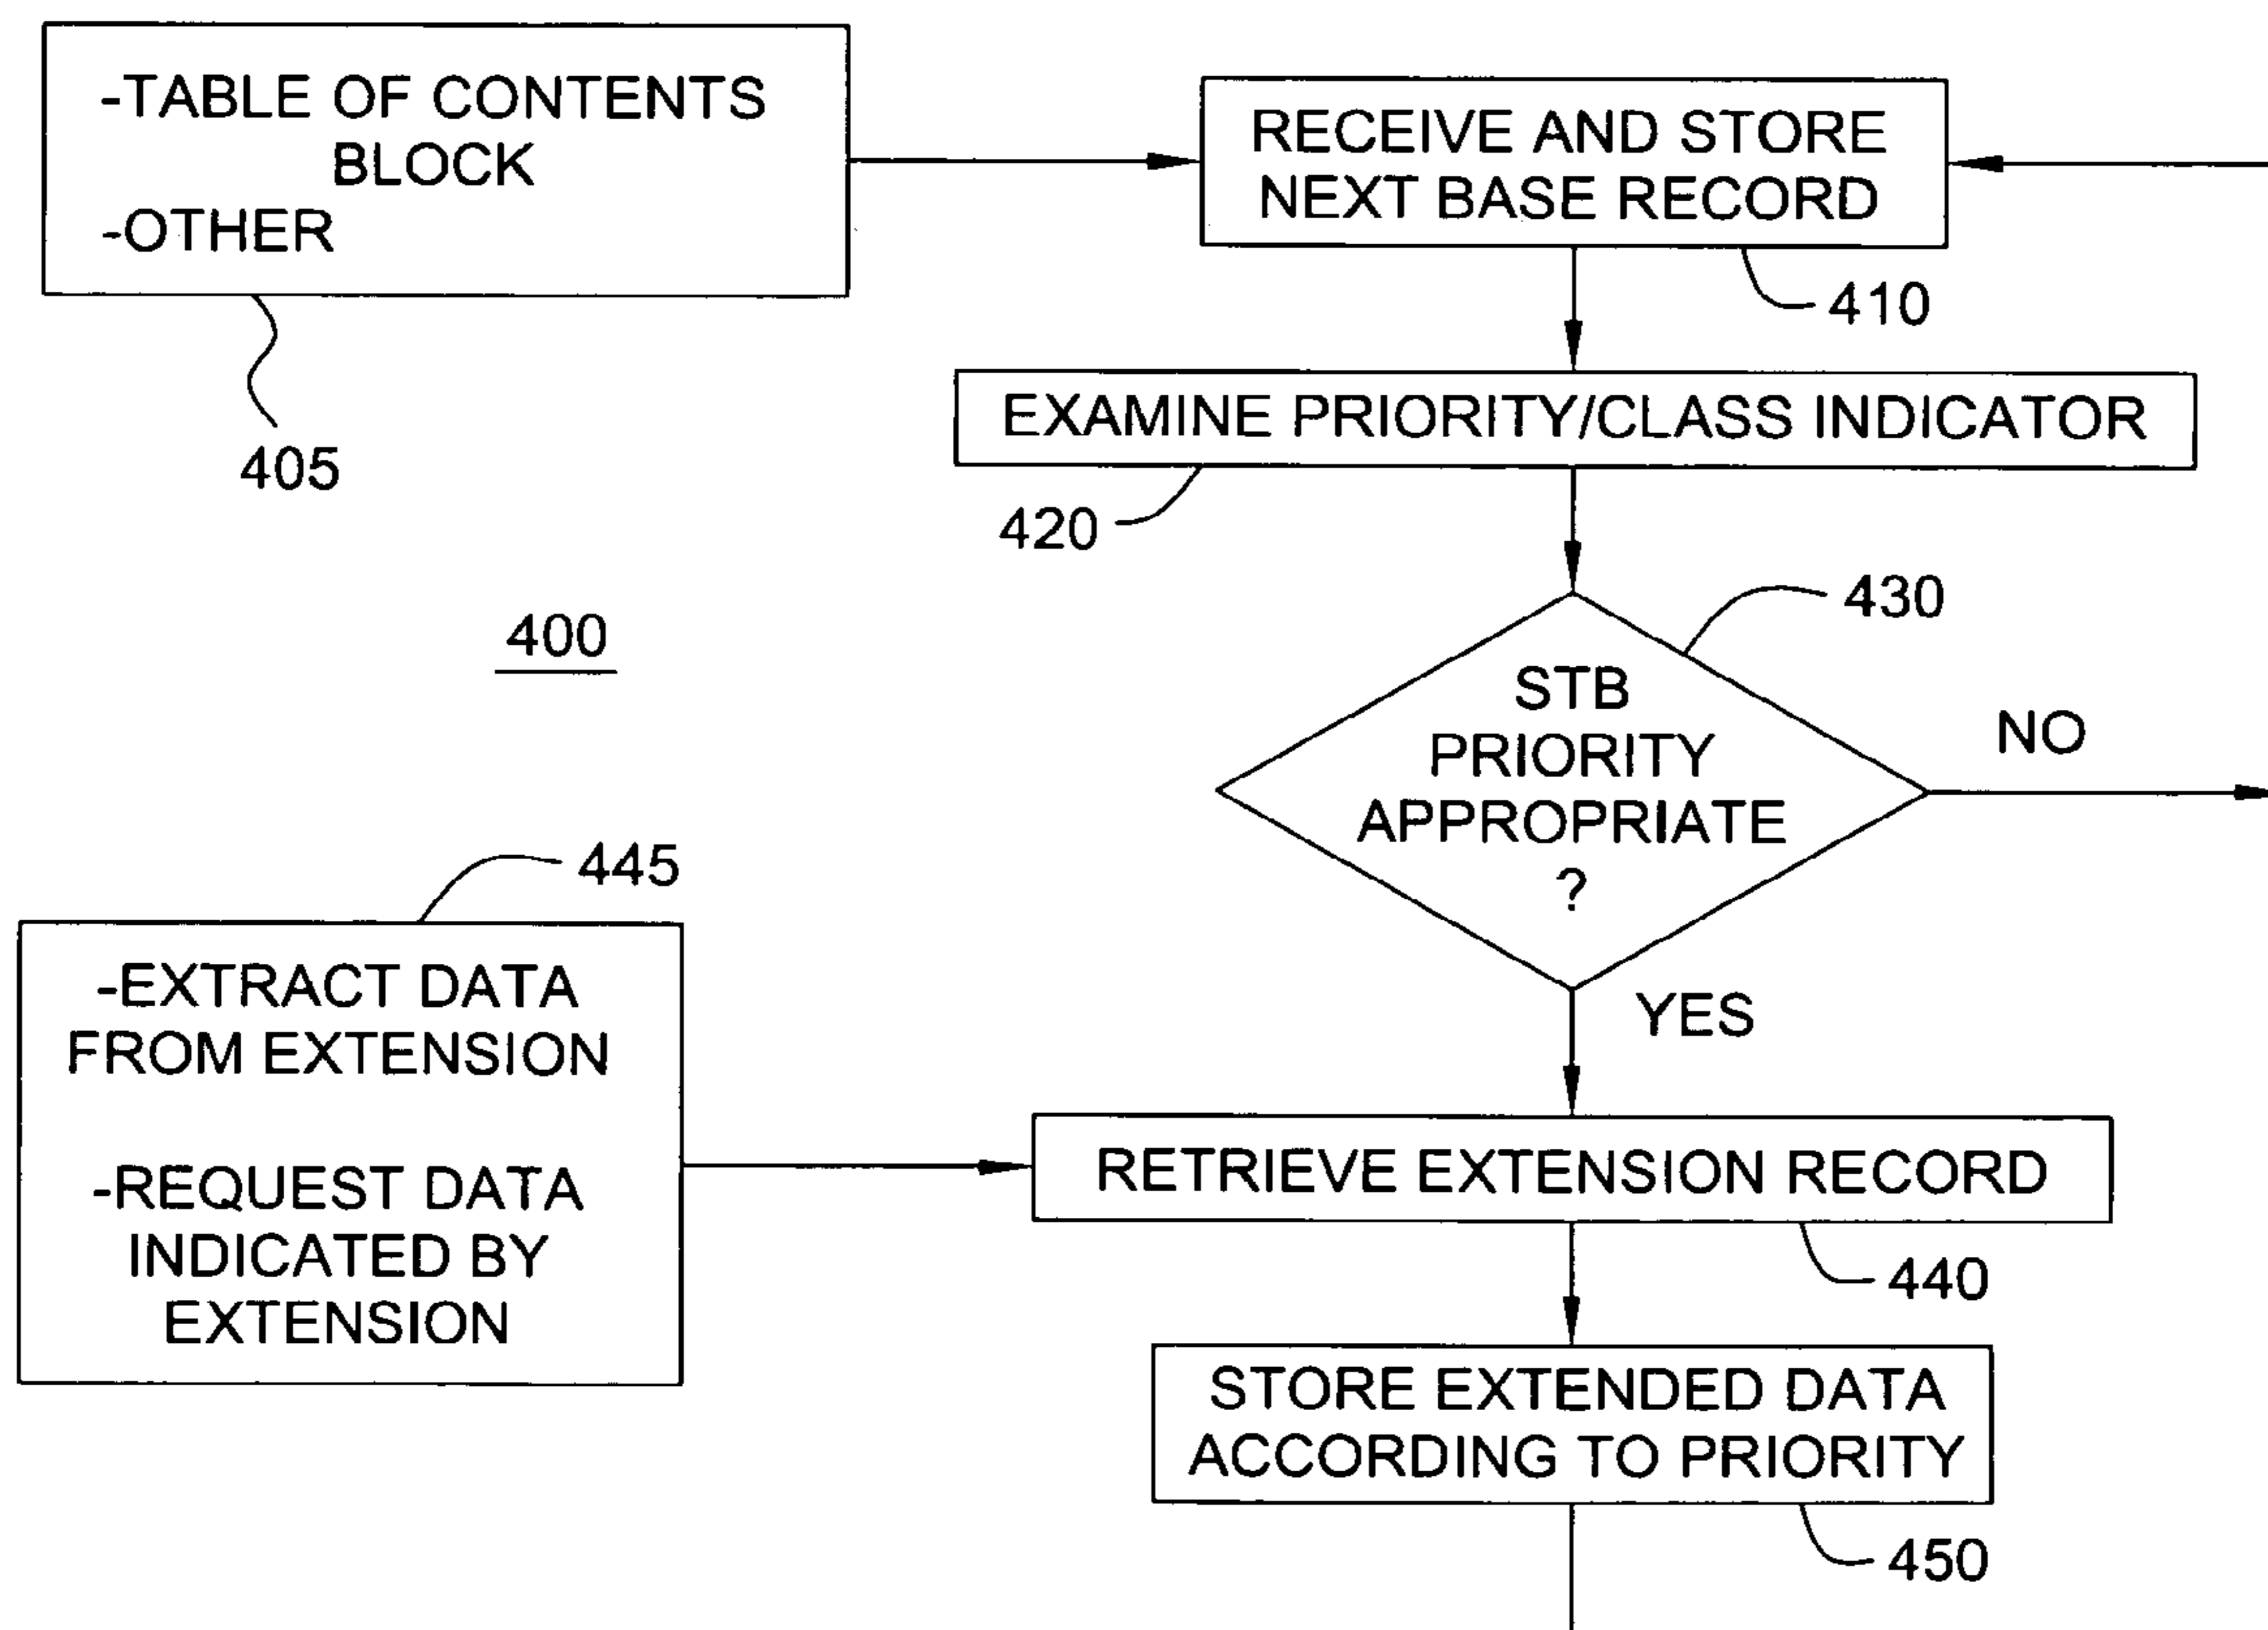 -TABLE OF CONTENTS
BLOCK
-OTHER
405
RECEIVE AND STORE
NEXT BASE RECORD
410
EXAMINE PRIORITY/CLASS INDICATOR
420
400
430
STB
PRIORITY
APPROPRIATE
?
NO
YES
445
-EXTRACT DATA
FROM EXTENSION
-REQUEST DATA
INDICATED BY
EXTENSION
RETRIEVE EXTENSION RECORD
440
STORE EXTENDED DATA
ACCORDING TO PRIORITY
450